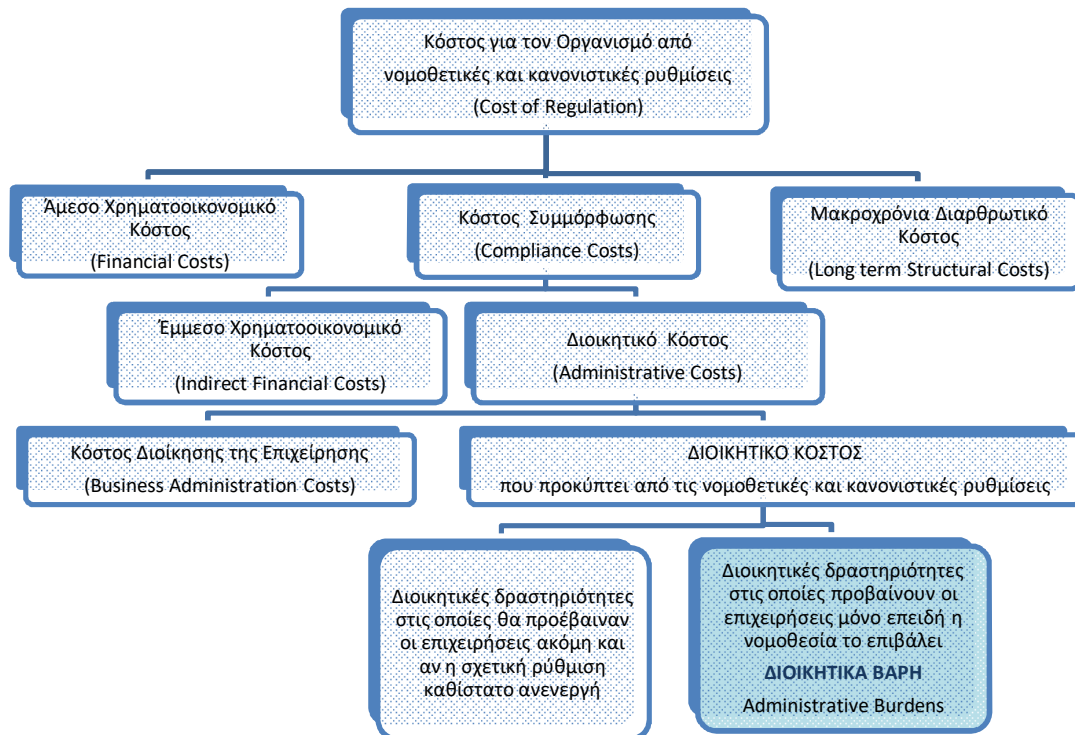 Κόστος για τον Οργανισμό από
νομοθετικές και κανονιστικές ρυθμίσεις
(Cost of Regulation)
Άμεσο Χρηματοοικονομικό
Κόστος
(Financial Costs)
Κόστος Συμμόρφωσης
(Compliance Costs)
Μακροχρόνια Διαρθρωτικό
Κόστος
(Long term Structural Costs)
Έμμεσο Χρηματοοικονομικό
Κόστος
(Indirect Financial Costs)
Διοικητικό Κόστος
(Administrative Costs)
Κόστος Διοίκησης της Επιχείρησης
(Business Administration Costs)
ΔΙΟΙΚΗΤΙΚΟ ΚΟΣΤΟΣ
που προκύπτει από τις νομοθετικές και κανονιστικές ρυθμίσεις
Διοικητικές δραστηριότητες
στις οποίες θα προέβαιναν
οι επιχειρήσεις ακόμη και
αν η σχετική ρύθμιση
καθίστατο ανενεργή
Διοικητικές δραστηριότητες
στις οποίες προβαίνουν οι
επιχειρήσεις μόνο επειδή η
νομοθεσία το επιβάλει
ΔΙΟΙΚΗΤΙΚΑ ΒΑΡΗ
Administrative Burdens